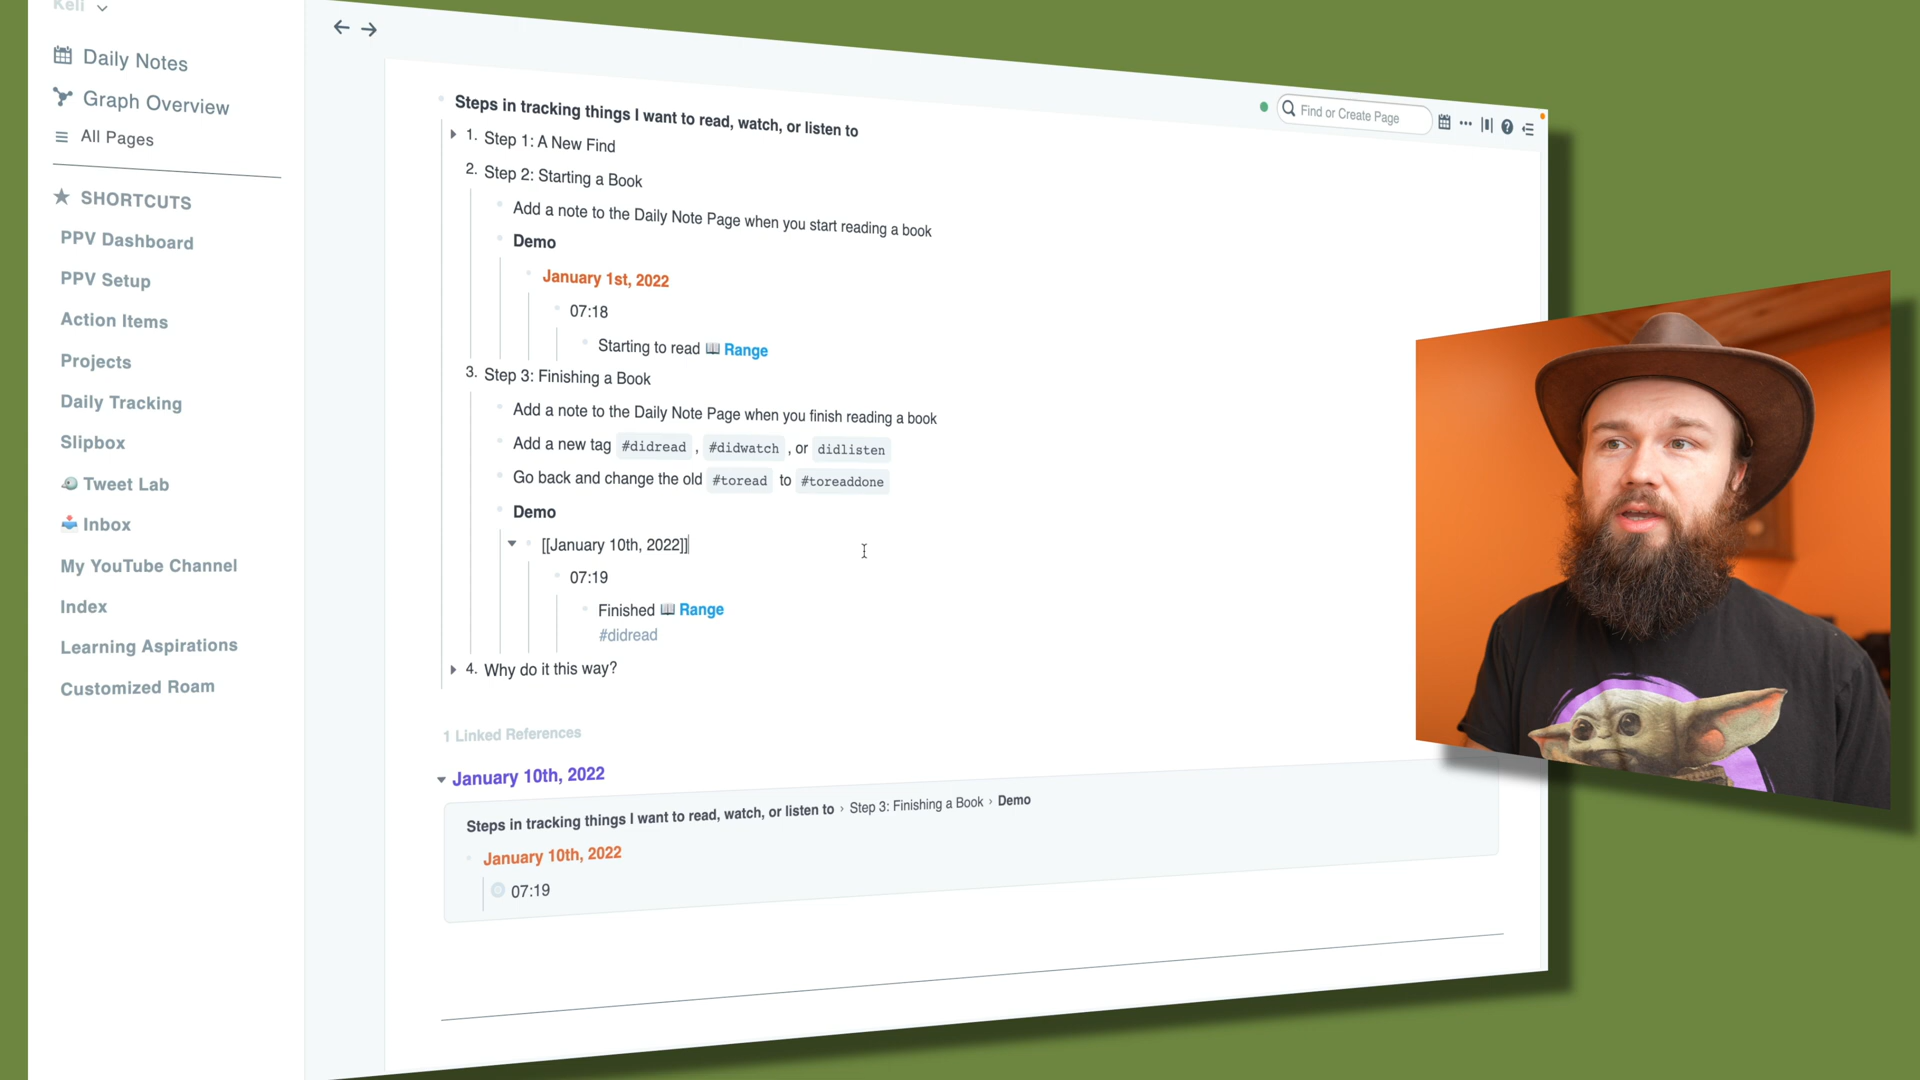 Keli
Daily Notes
Graph Overview
All Pages
SHORTCUTS
PPV Dashboard
PPV Setup
Action Items
Projects
Daily Tracking
Slipbox
Tweet Lab
Inbox
My YouTube Channel
Index
Learning Aspirations
Customized Roam
Find or Create Page
Steps in tracking things I want to read, watch, or listen to
1. Step 1: A New Find
2. Step 2: Starting a Book
Add a note to the Daily Note Page when you start reading a book
Demo
January 1st, 2022
07:18
Starting to read 📖 Range
3. Step 3: Finishing a Book
Add a note to the Daily Note Page when you finish reading a book
Add a new tag #didread , #didwatch , or didlisten
Go back and change the old #toread to #toreaddone
Demo
[[January 10th, 2022]]
07:19
Finished 📖 Range
#didread
4. Why do it this way?
1 Linked References
January 10th, 2022
Steps in tracking things I want to read, watch, or listen to › Step 3: Finishing a Book › Demo
January 10th, 2022
07:19